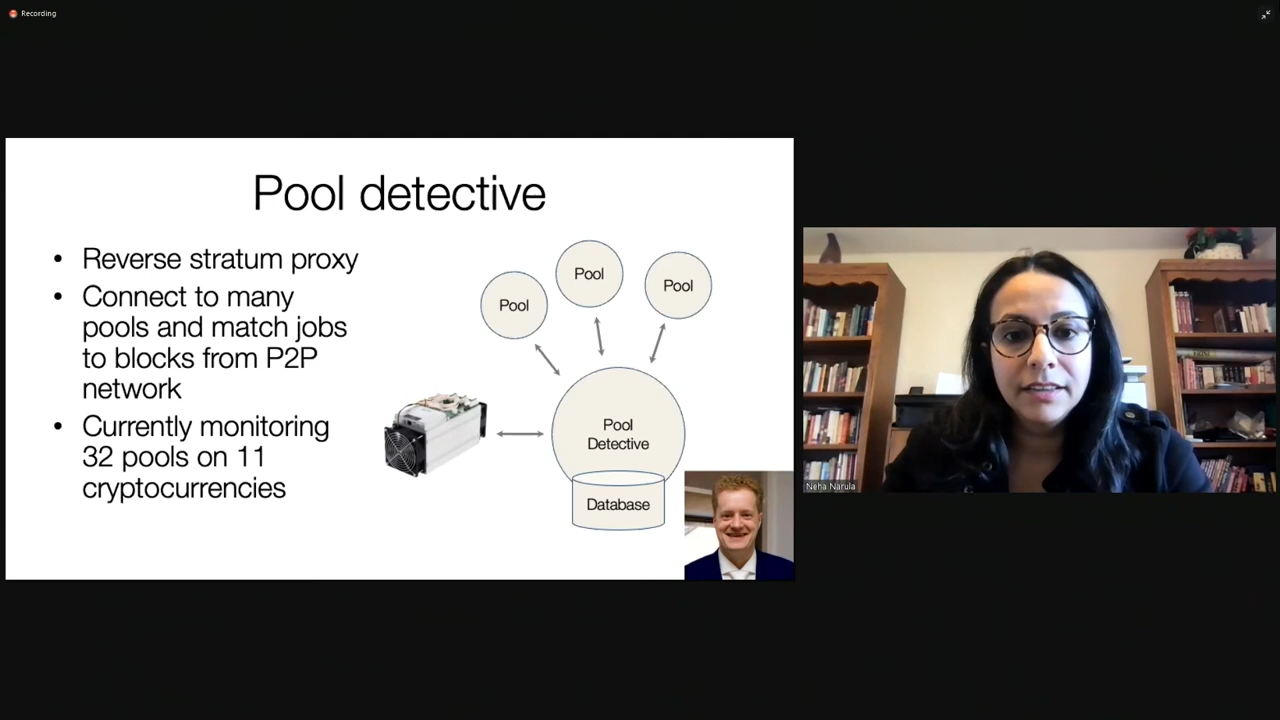 Recording
Pool detective
• Reverse stratum proxy
• Connect to many
pools and match jobs
to blocks from P2P
network
• Currently monitoring
32 pools on 11
cryptocurrencies
Pool
Pool
Pool
Pool
Detective
Database
Neha Narula